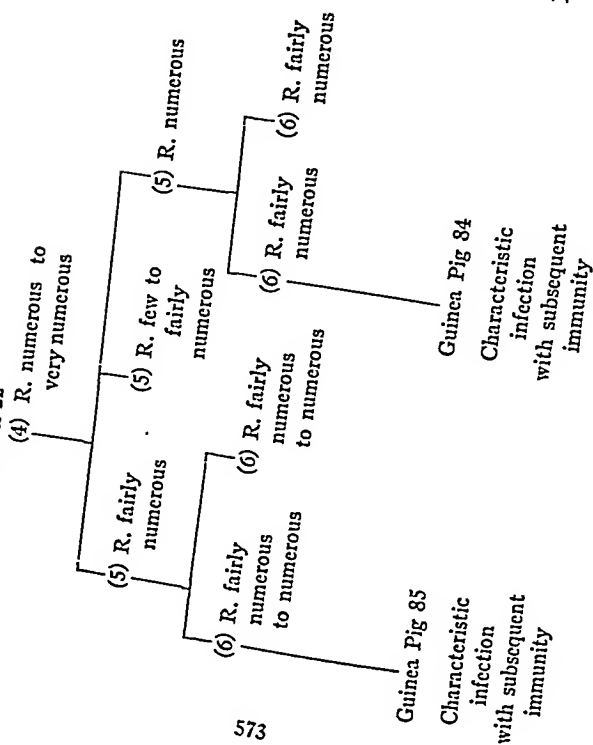 (4) R. numerous to
very numerous
(5) R. fairly
numerous
(5) R. few to
fairly
numerous
(5) R. numerous
(6) R. fairly
numerous
to numerous
(6) R. fairly
numerous
to numerous
(6) R. fairly
numerous
(6) R. fairly
numerous
Guinea Pig 85
Characteristic
infection
with subsequent
immunity
Guinea Pig 84
Characteristic
infection
with subsequent
immunity
573